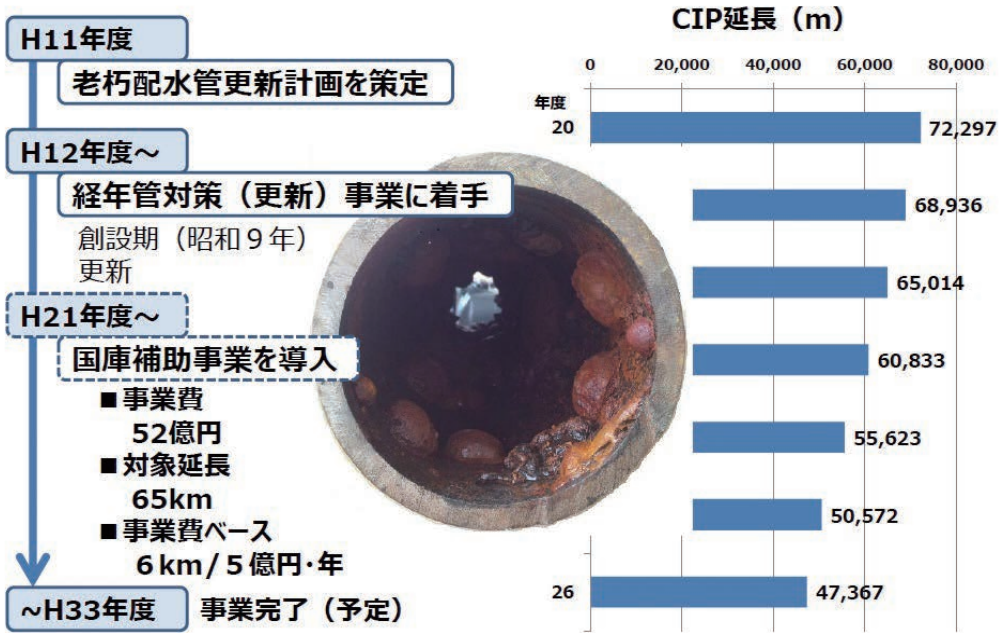 H11年度
老朽配水管更新計画を策定
H12年度～
経年管対策（更新）事業に着手
創設期（昭和９年）
更新
H21年度～
国庫補助事業を導入
■事業費
52億円
■対象延長
65km
■事業費ベース
６km/５億円･年
～H33年度 事業完了（予定）
CIP延長（m）
0 20,000 40,000 60,000 80,000
年度
20 72,297
68,936
65,014
60,833
55,623
50,572
26 47,367